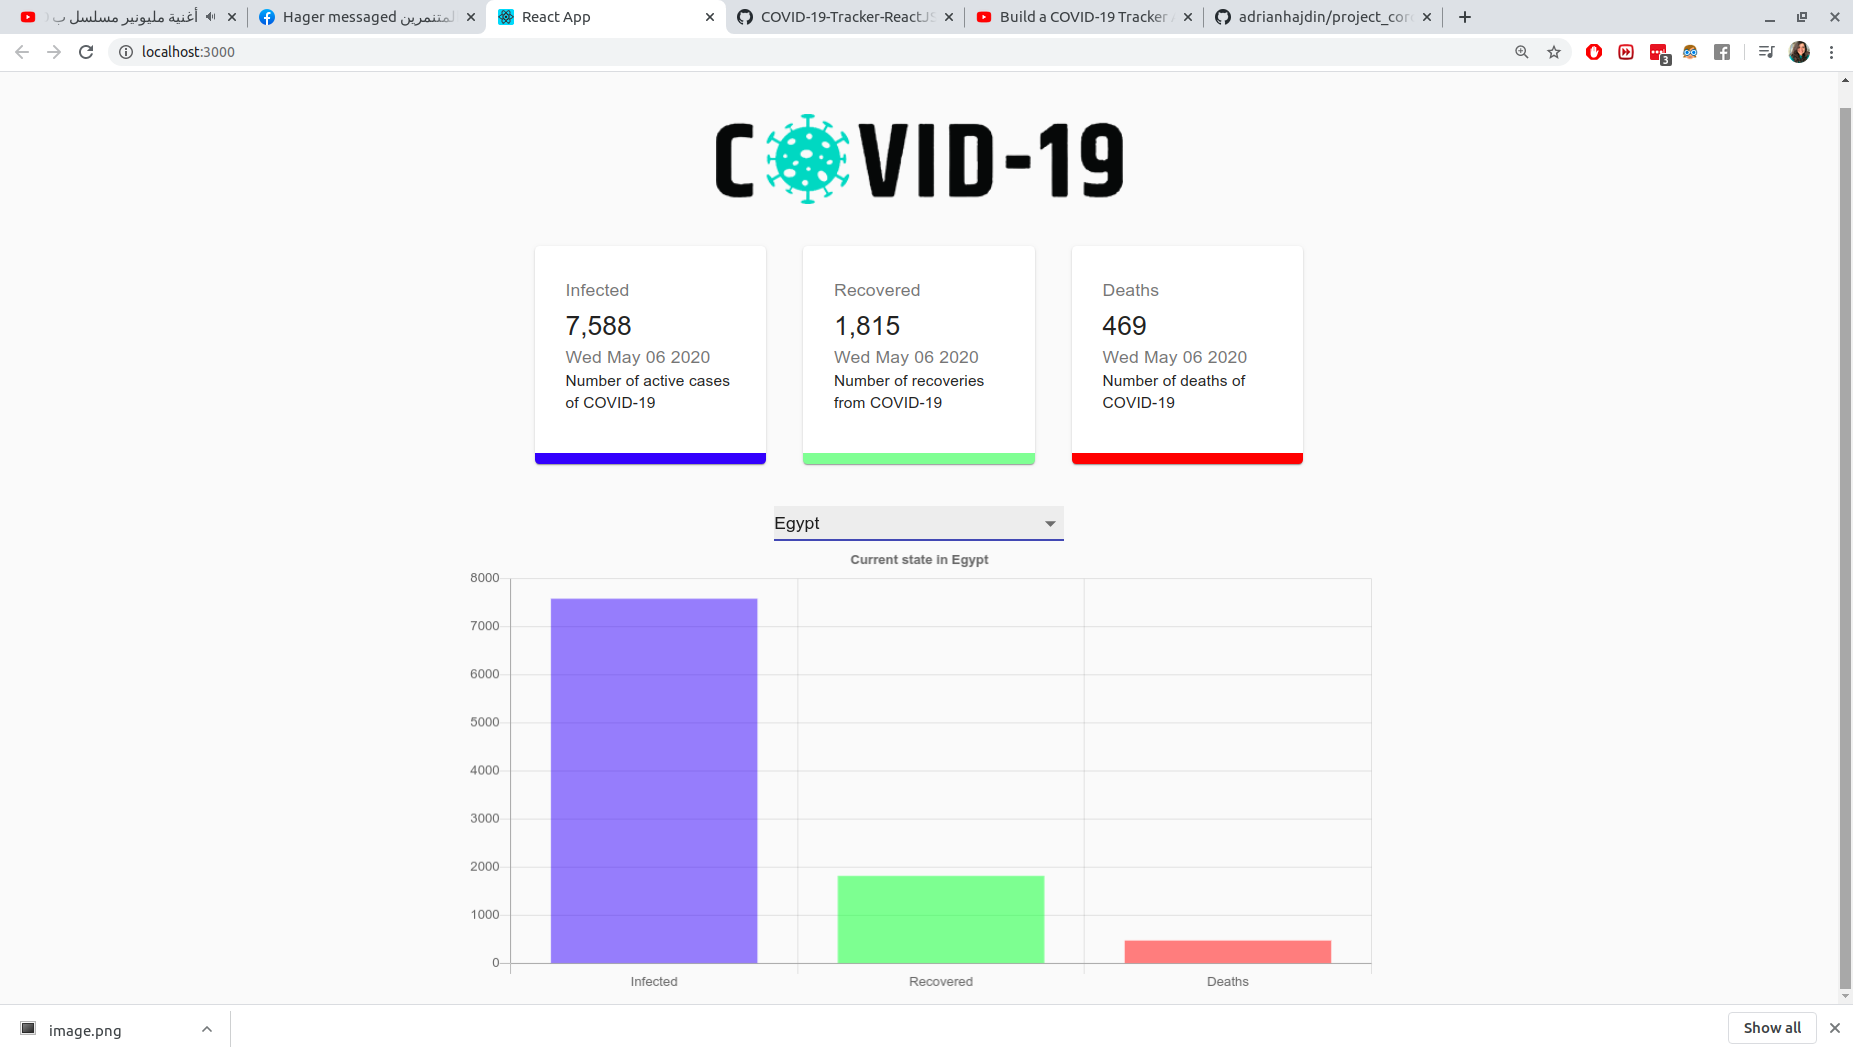 أغنية مليونير مسلسل ب
Hager messaged المتنمرين
React App
COVID-19-Tracker-ReactJS
Build a COVID-19 Tracker
adrianhajdin/project_cor
localhost:3000
3
COVID-19
Infected
7,588
Wed May 06 2020
Number of active cases
of COVID-19
Recovered
1,815
Wed May 06 2020
Number of recoveries
from COVID-19
Deaths
469
Wed May 06 2020
Number of deaths of
COVID-19
Egypt
Current state in Egypt
8000
7000
6000
5000
4000
3000
2000
1000
0
Infected
Recovered
Deaths
image.png
Show all